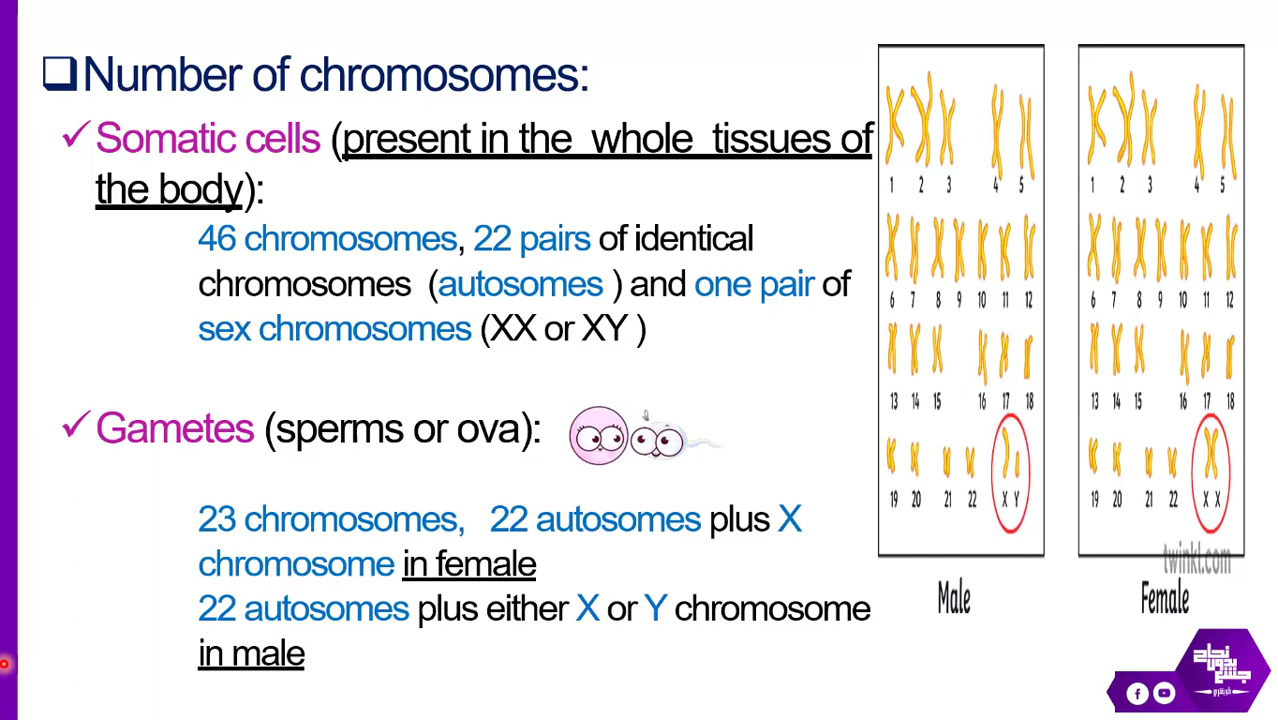 Number of chromosomes:
Somatic cells (present in the whole tissues of
the body):
46 chromosomes, 22 pairs of identical
chromosomes (autosomes ) and one pair of
sex chromosomes (XX or XY )
Gametes (sperms or ova):
23 chromosomes, 22 autosomes plus X
chromosome in female
22 autosomes plus either X or Y chromosome
in male
1 2 3 4 5
6 7 8 9 10 11 12
13 14 15 16 17 18
19 20 21 22 X Y
Male
1 2 3 4 5
6 7 8 9 10 11 12
13 14 15 16 17 18
19 20 21 22 X X
twinkl.com
Female
نجاح
بدون
جشع